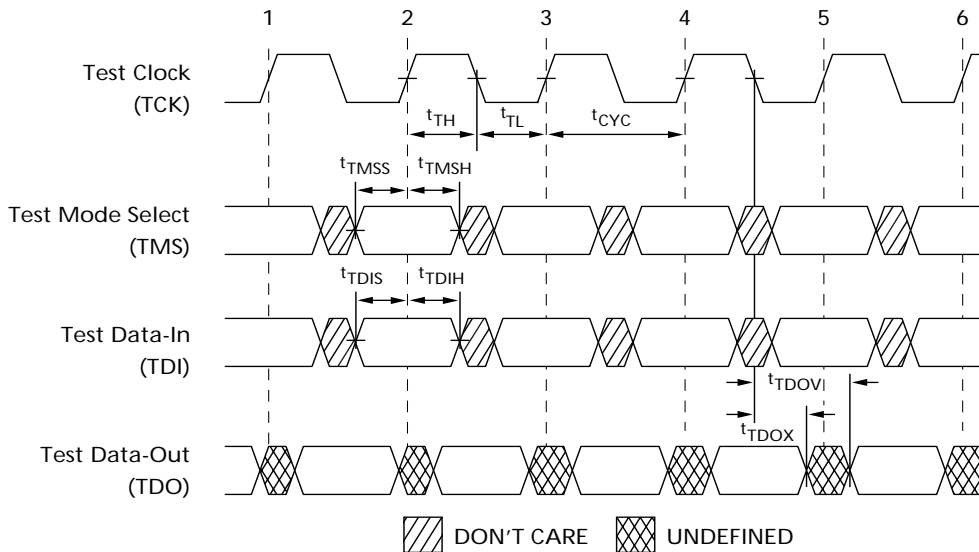 1 2 3 4 5 6
Test Clock
(TCK)
tTH tTL tCYC
tTMSS tTMSH
Test Mode Select
(TMS)
tTDIS tTDIH
Test Data-In
(TDI)
tTDOV
tTDOX
Test Data-Out
(TDO)
DON'T CARE UNDEFINED